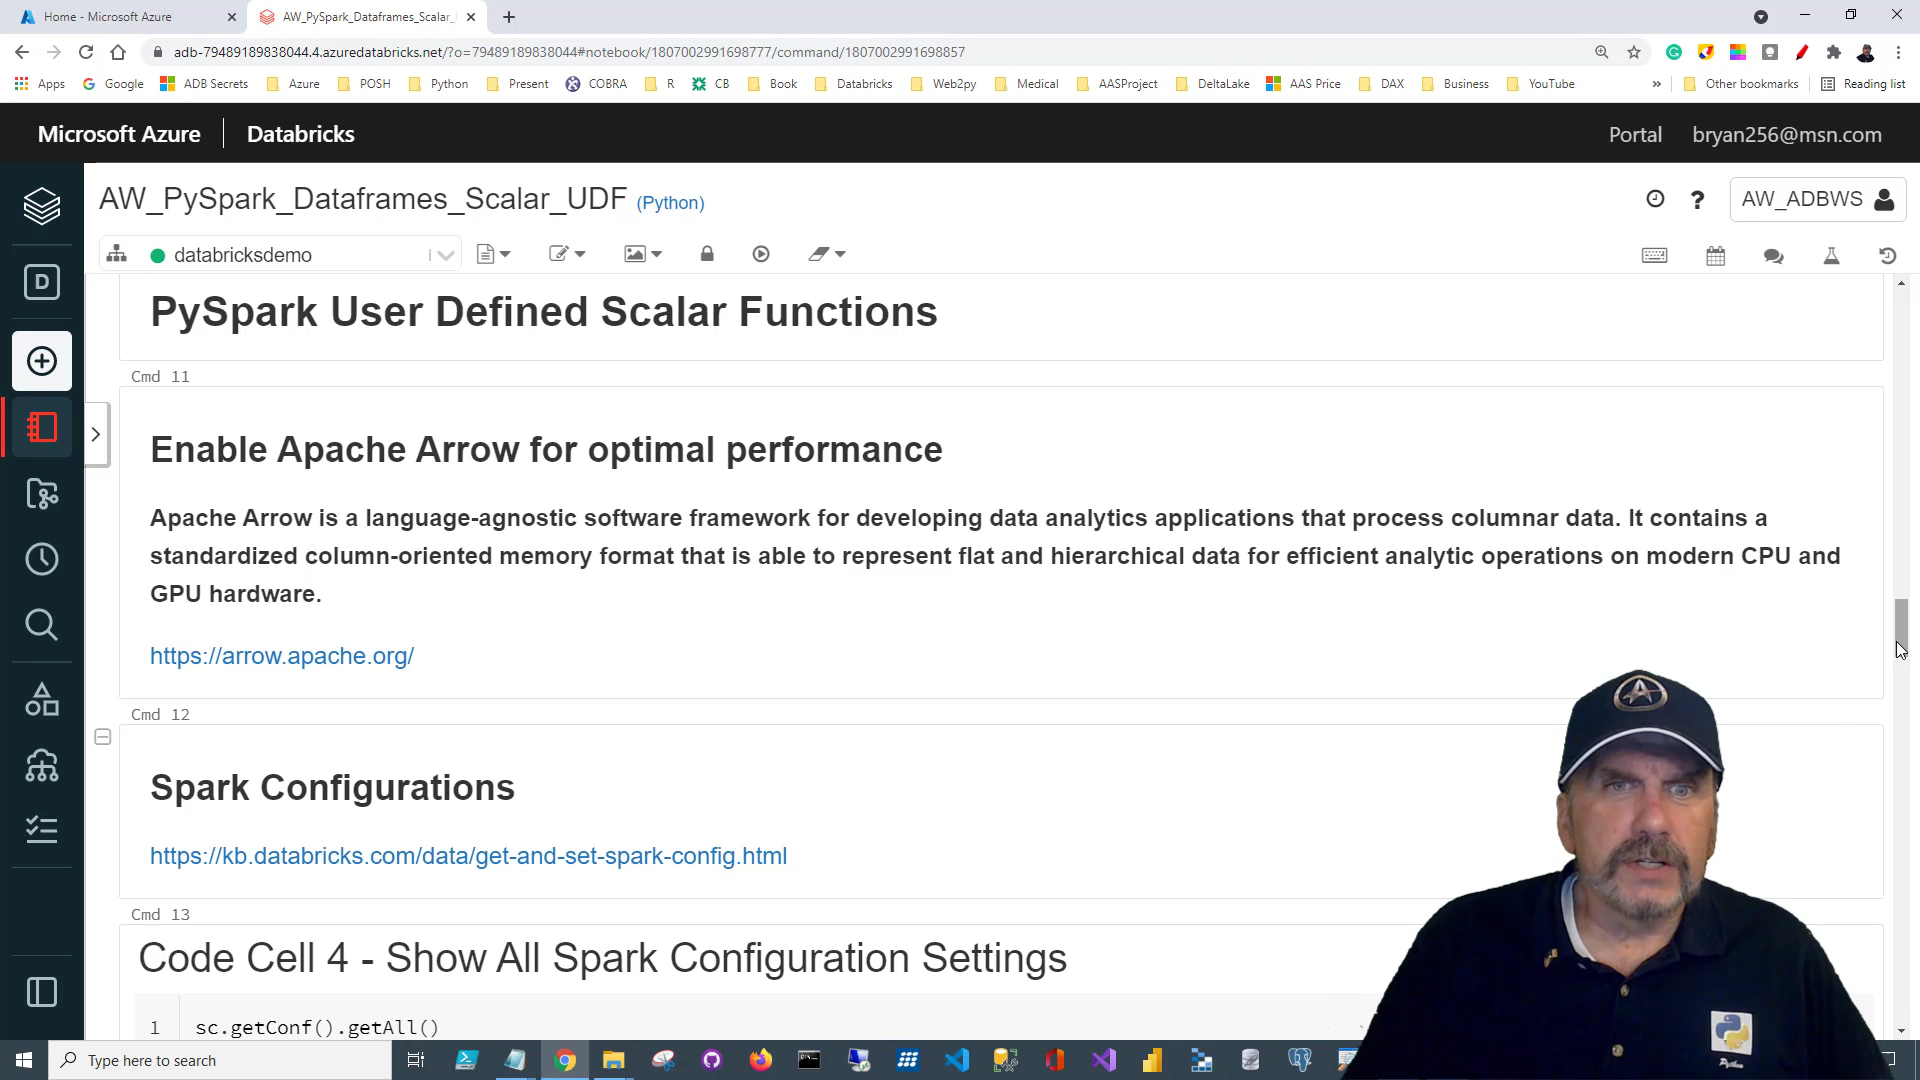 Home - Microsoft Azure
AW_PySpark_Dataframes_Scalar_
adb-79489189838044.4.azuredatabricks.net/?o=79489189838044#notebook/1807002991698777/command/1807002991698857
Apps Google ADB Secrets Azure POSH Python Present COBRA R CB Book Databricks Web2py Medical AASProject DeltaLake AAS Price DAX Business YouTube » Other bookmarks Reading list
Microsoft Azure Databricks Portal bryan256@msn.com
AW_PySpark_Dataframes_Scalar_UDF (Python) ? AW_ADBWS
D
databricksdemo
PySpark User Defined Scalar Functions
Cmd 11
Enable Apache Arrow for optimal performance
Apache Arrow is a language-agnostic software framework for developing data analytics applications that process columnar data. It contains a
standardized column-oriented memory format that is able to represent flat and hierarchical data for efficient analytic operations on modern CPU and
GPU hardware.
https://arrow.apache.org/
Cmd 12
Spark Configurations
https://kb.databricks.com/data/get-and-set-spark-config.html
Cmd 13
Code Cell 4 - Show All Spark Configuration Settings
1 sc.getConf().getAll()
Python
Type here to search